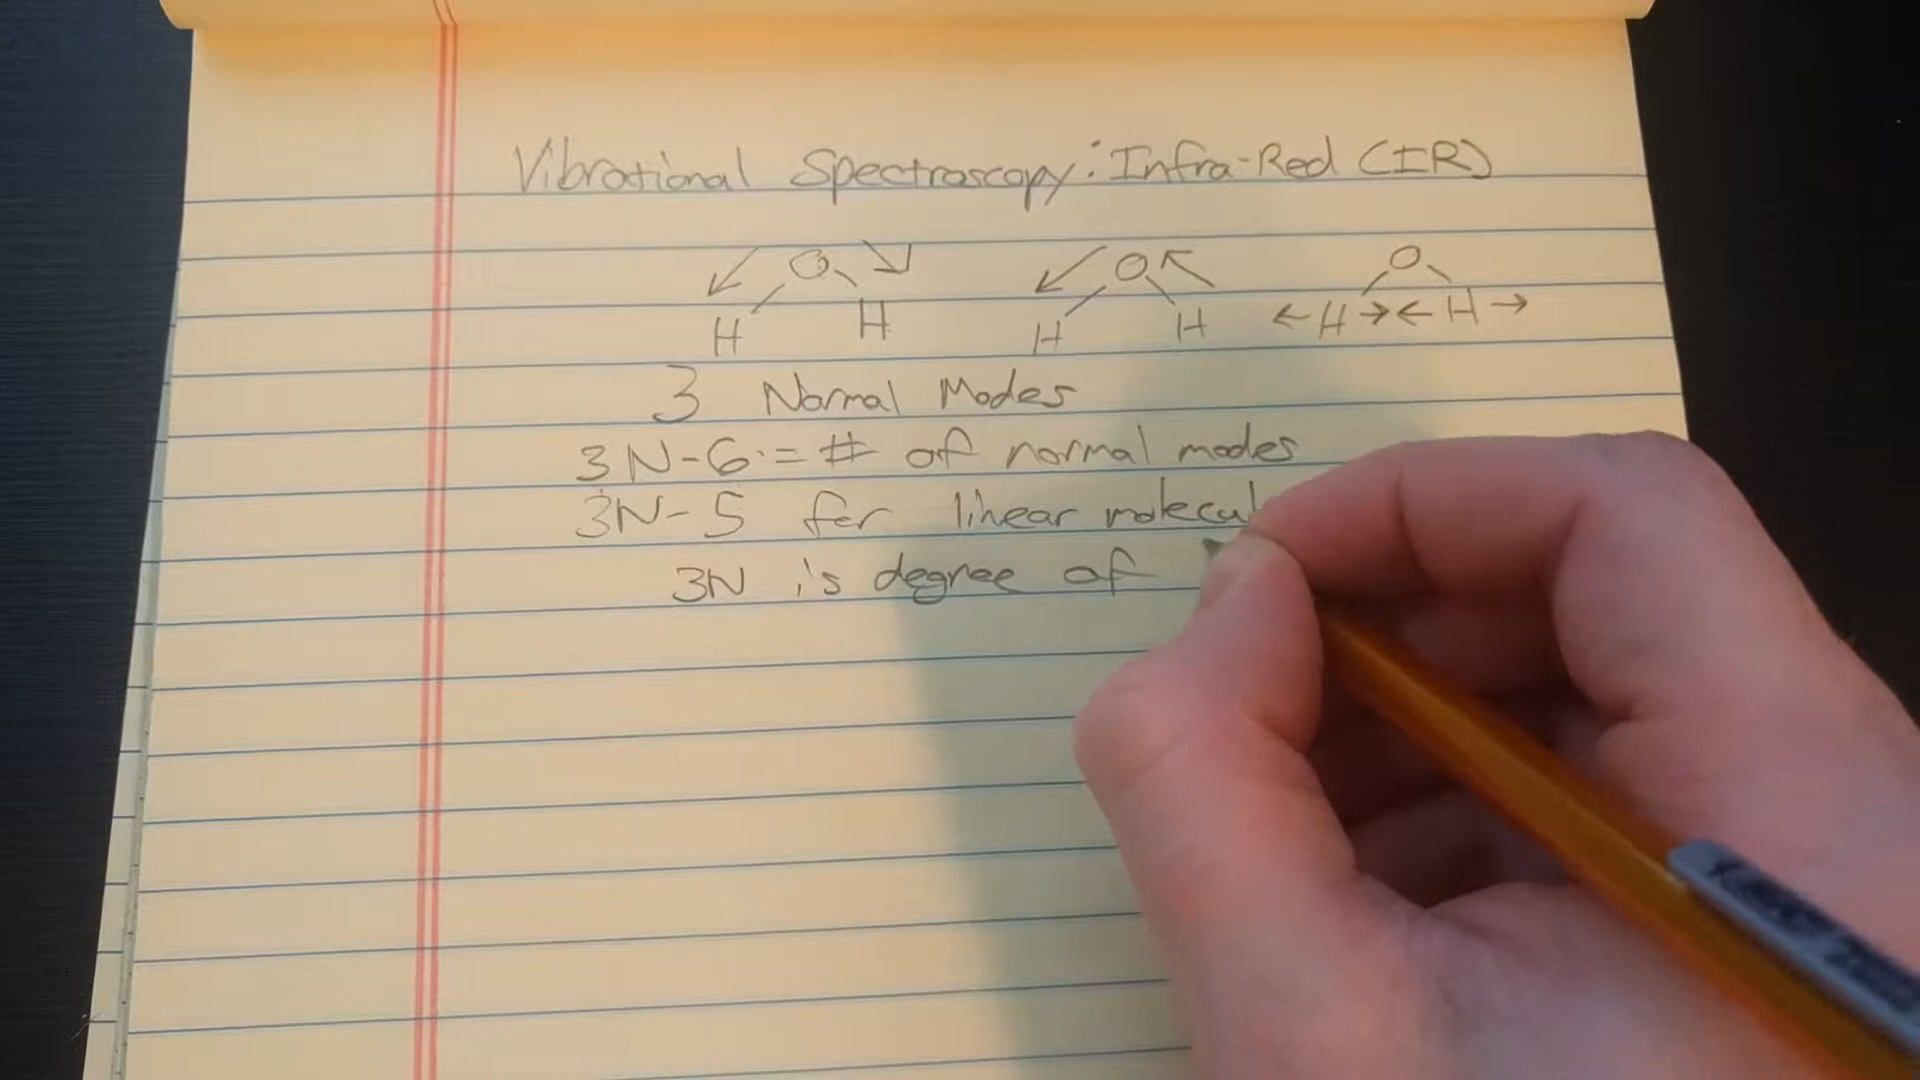 Vibrational Spectroscopy: Infra-Red (IR)
O O O
H H H H ← H → ← H →
3 Normal Modes
3N-6 = # of normal modes
3N-5 for linear molecul
3N is degree of